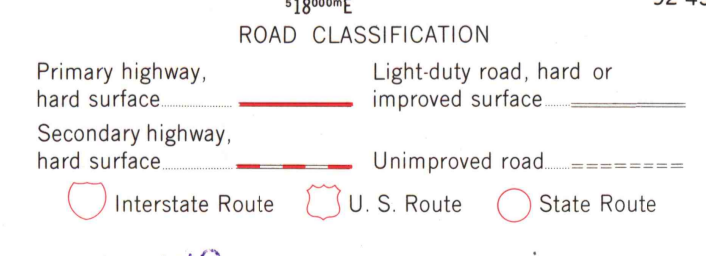 518000mE
ROAD CLASSIFICATION
Primary highway,
hard surface
Light-duty road, hard or
improved surface
Secondary highway,
hard surface
Unimproved road
Interstate Route
U. S. Route
State Route